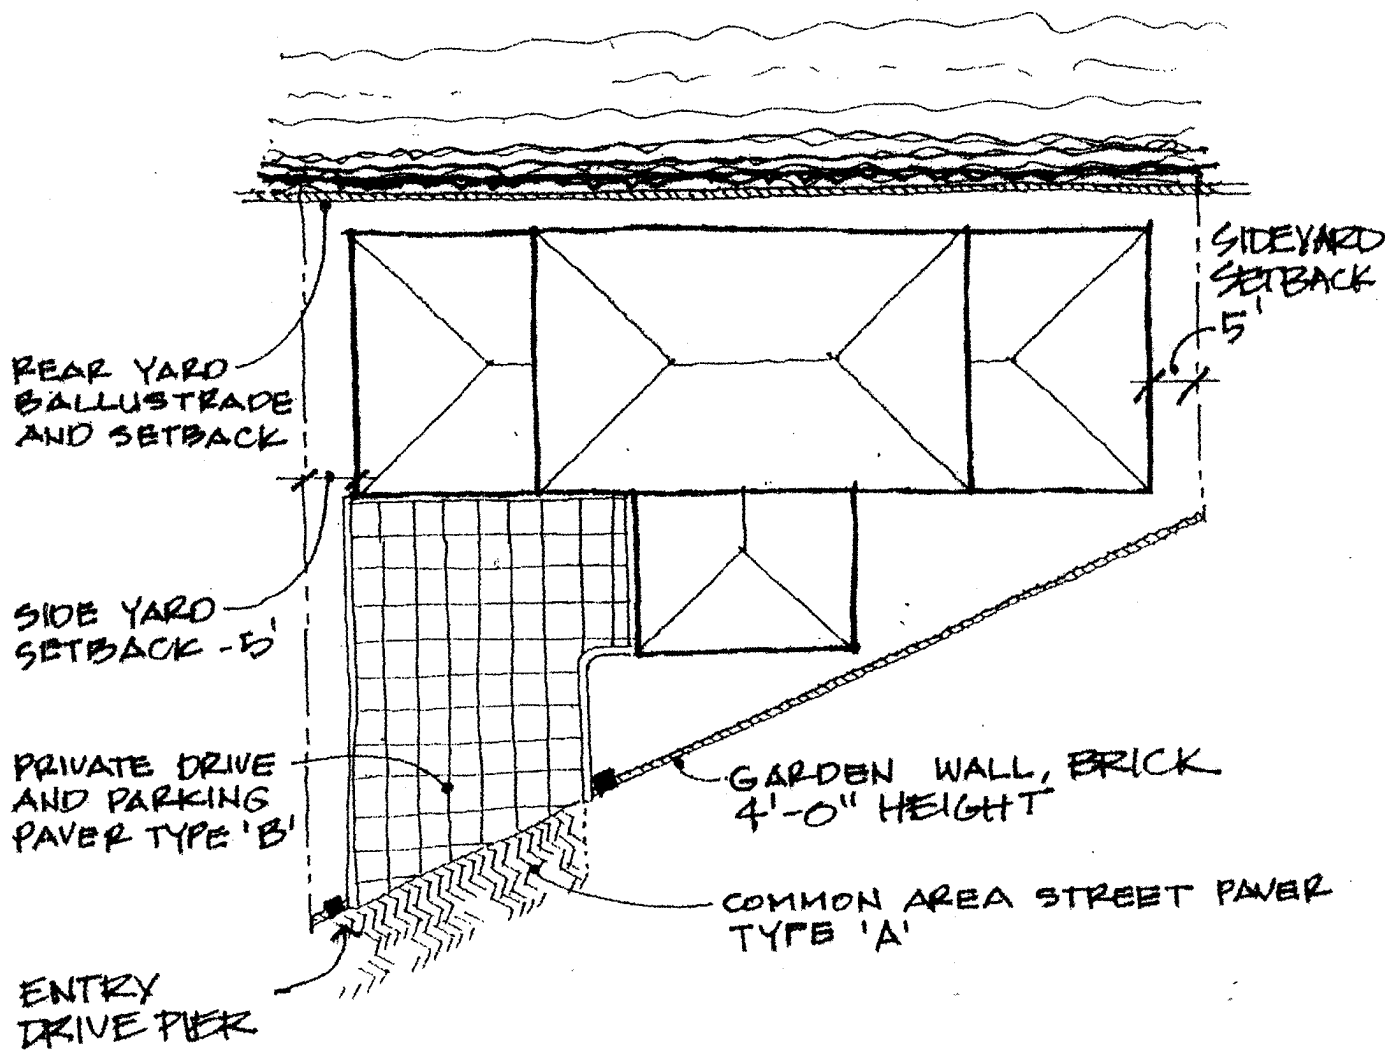 SIDEYARD
SETBACK
5'
REAR YARD
BALLUSTRADE
AND SETBACK
SIDE YARD
SETBACK - 5'
PRIVATE DRIVE
AND PARKING
PAVER TYPE 'B'
GARDEN WALL, BRICK
4'-0" HEIGHT
COMMON AREA STREET PAVER
TYPE 'A'
ENTRY
DRIVE PIER